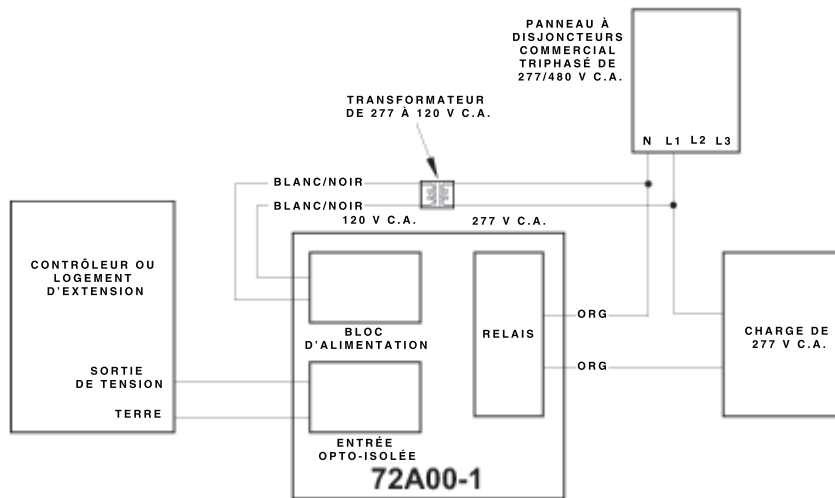 PANNEAU À
DISJONCTEURS
COMMERCIAL
TRIPHASÉ DE
277/480 V C.A.
N L1 L2 L3
TRANSFORMATEUR
DE 277 À 120 V C.A.
BLANC/NOIR
BLANC/NOIR
120 V C.A. 277 V C.A.
CONTRÔLEUR OU
LOGEMENT
D'EXTENSION
SORTIE
DE TENSION
TERRE
BLOC
D'ALIMENTATION
RELAIS
ORG
ORG
CHARGE DE
277 V C.A.
ENTRÉE
OPTO-ISOLÉE
72A00-1